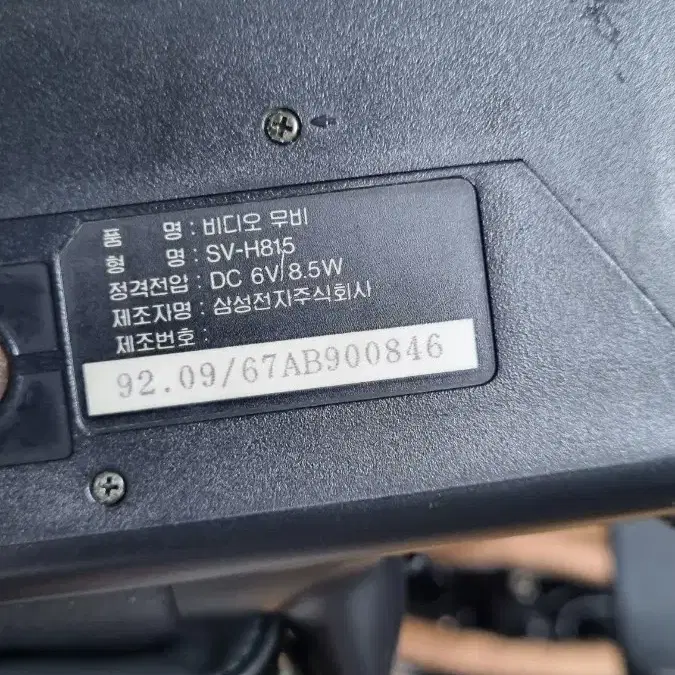 품 명 : 비디오 무비
형 명 : SV-H815
정격전압 : DC 6V/8.5W
제조자명 : 삼성전자주식회사
제조번호 :
92.09/67AB900846